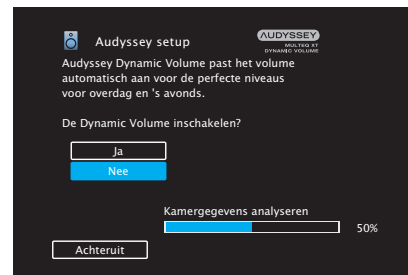 Audyssey setup
AUDYSSEY
MULTEQ XT
DYNAMIC VOLUME
Audyssey Dynamic Volume past het volume
automatisch aan voor de perfecte niveaus
voor overdag en 's avonds.
De Dynamic Volume inschakelen?
Ja
Nee
Kamergegevens analyseren
50%
Achteruit